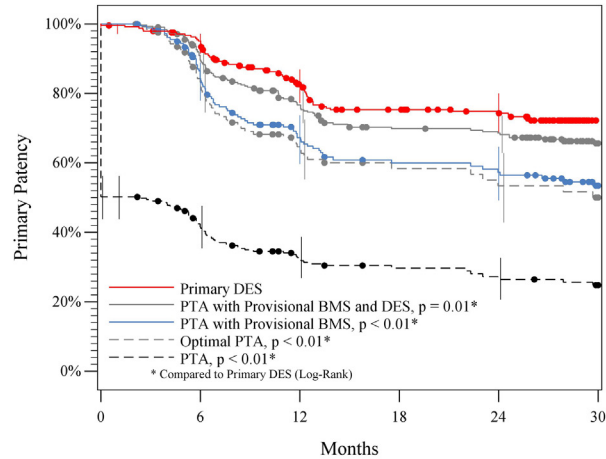 100%
80%
60%
40%
20%
0%
Primary Patency
Primary DES
PTA with Provisional BMS and DES, p = 0.01*
PTA with Provisional BMS, p < 0.01*
Optimal PTA, p < 0.01*
PTA, p < 0.01*
* Compared to Primary DES (Log-Rank)
0 6 12 18 24 30
Months